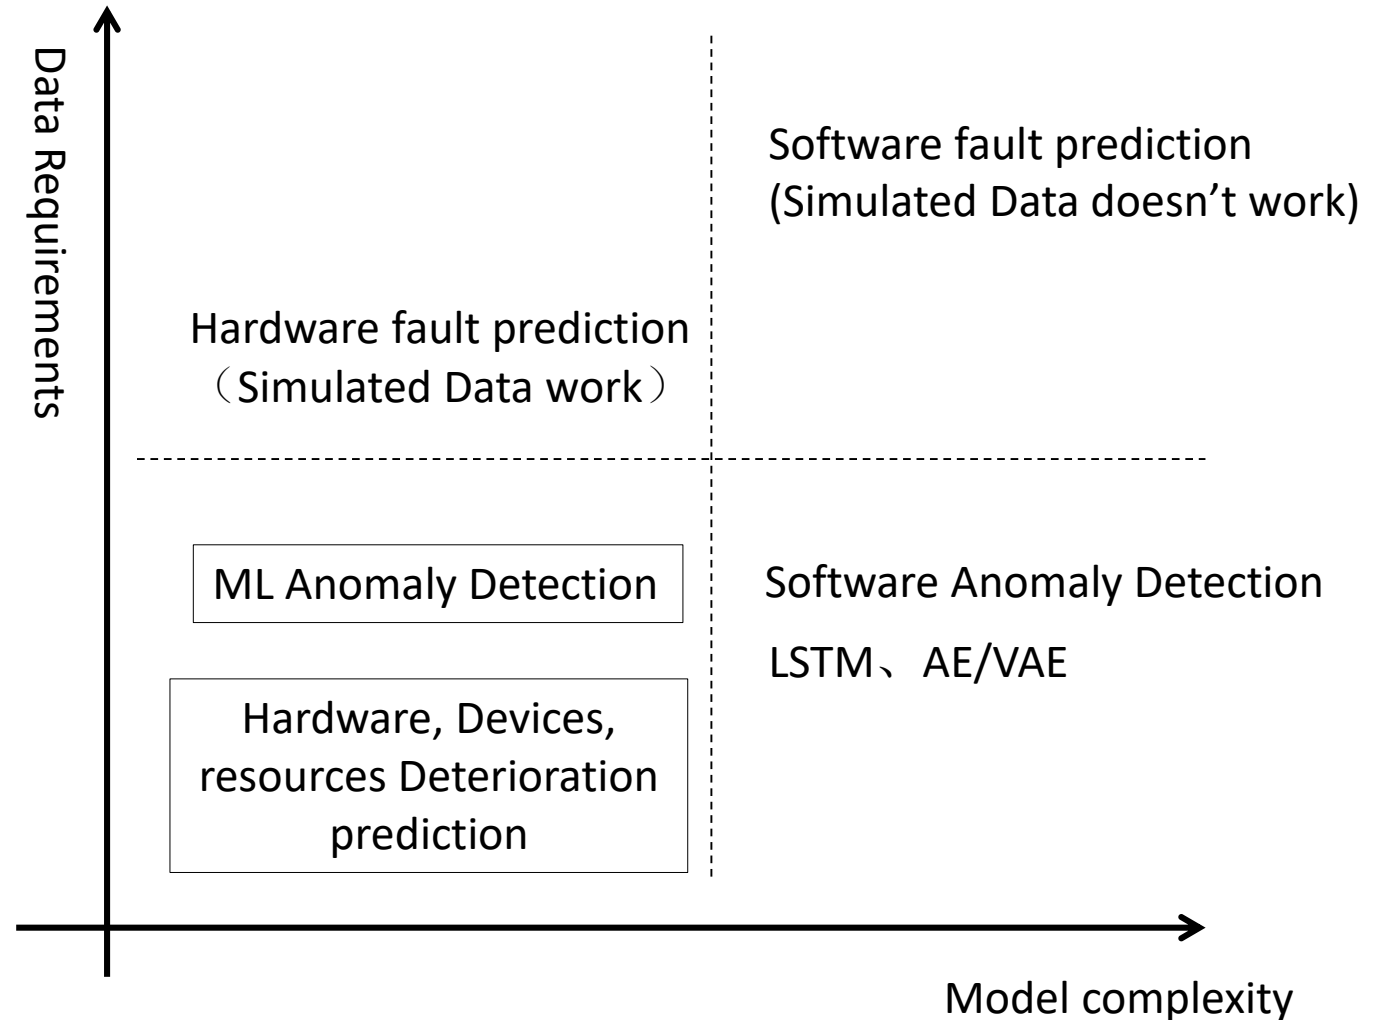 Data Requirements
Software fault prediction
(Simulated Data doesn’t work)
Hardware fault prediction
（Simulated Data work）
ML Anomaly Detection
Software Anomaly Detection
LSTM、AE/VAE
Hardware, Devices,
resources Deterioration
prediction
Model complexity